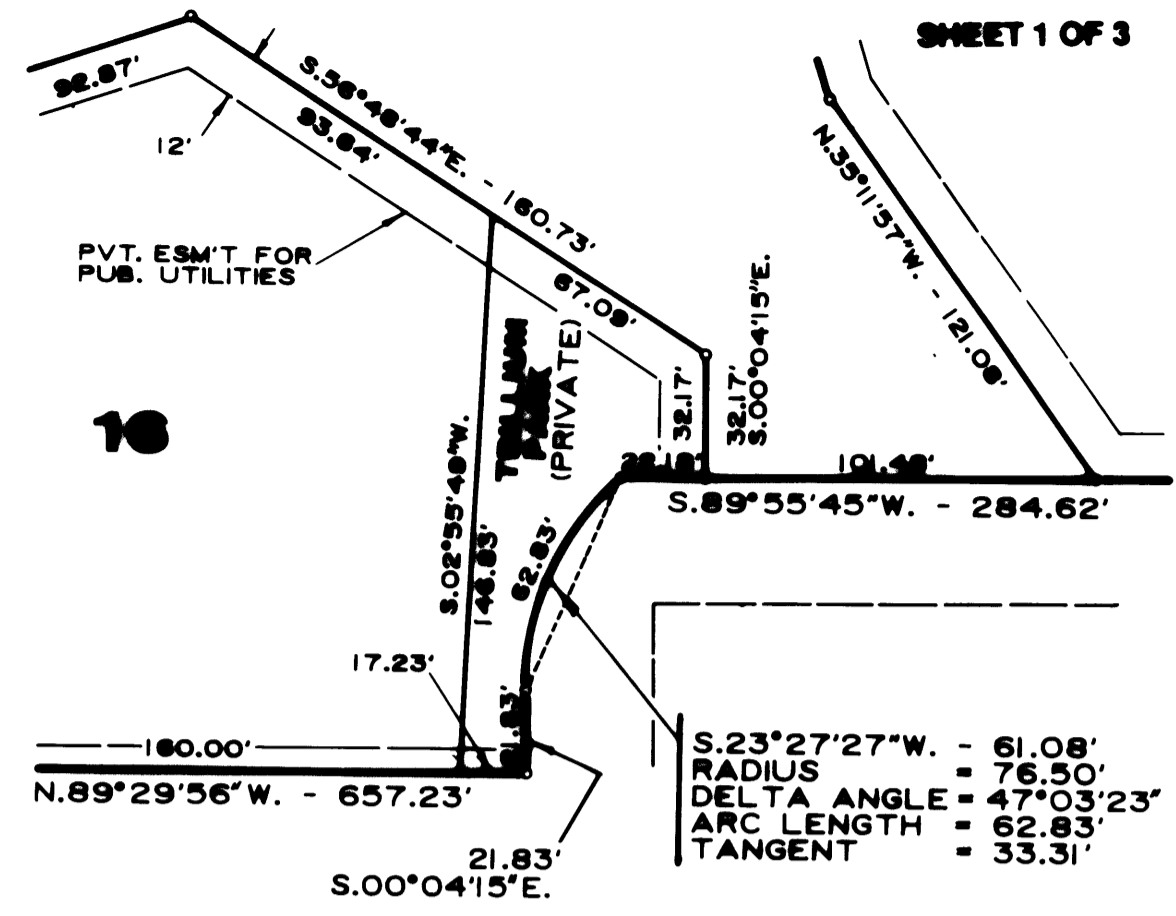 SHEET 1 OF 3
92.87'
S.56°48'44"E. - 160.73'
93.64'
12'
N.35°11'57"W. - 121.08'
PVT. ESM'T FOR
PUB. UTILITIES
67.09'
(PRIVATE)
32.17'
32.17'
S.00°04'15"E.
16
101.48'
S.89°55'45"W. - 284.62'
S.02°55'49"W.
62.83'
17.23'
21.83'
160.00'
N.89°29'56"W. - 657.23'
S.23°27'27"W. - 61.08'
RADIUS = 76.50'
DELTA ANGLE = 47°03'23"
ARC LENGTH = 62.83'
TANGENT = 33.31'
21.83'
S.00°04'15"E.